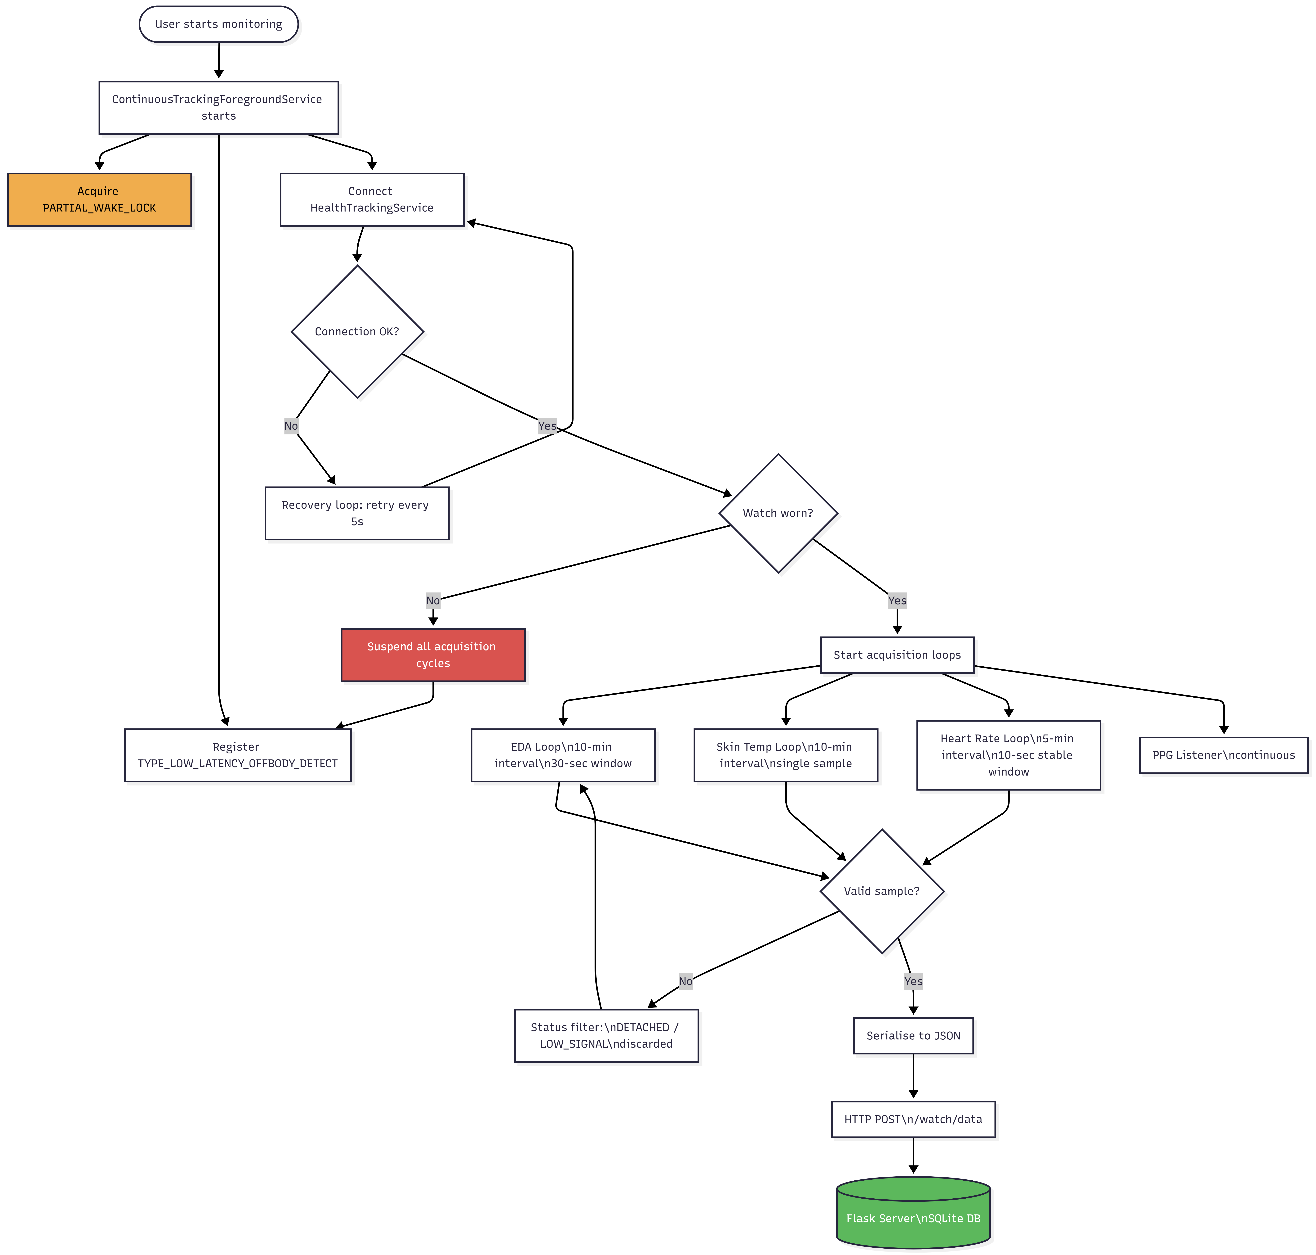 User starts monitoring
ContinuousTrackingForegroundService
starts
Acquire
PARTIAL_WAKE_LOCK
Connect
HealthTrackingService
Connection OK?
No
Yes
Recovery loop: retry every
5s
Watch worn?
No
Yes
Suspend all acquisition
cycles
Start acquisition loops
Register
TYPE_LOW_LATENCY_OFFBODY_DETECT
EDA Loop\n10-min
interval\n30-sec window
Skin Temp Loop\n10-min
interval\nsingle sample
Heart Rate Loop\n5-min
interval\n10-sec stable
window
PPG Listener\ncontinuous
Valid sample?
No
Yes
Status filter:\nDETACHED /
LOW_SIGNAL\ndiscarded
Serialise to JSON
HTTP POST\n/watch/data
Flask Server\nSQLite DB